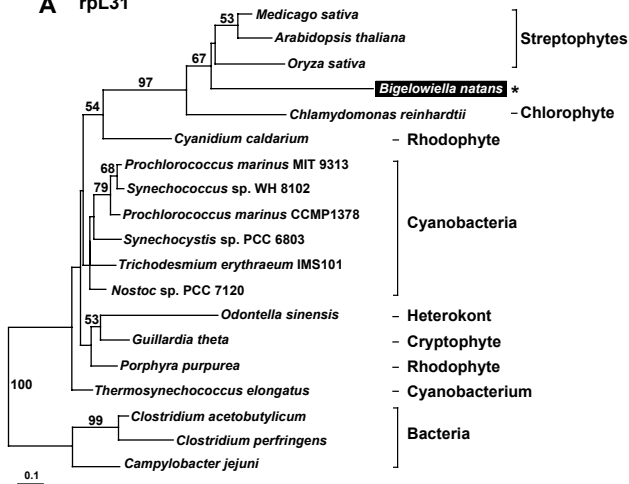 A rpL31
53 Medicago sativa
Arabidopsis thaliana
Streptophytes
67 Oryza sativa
97 Bigelowiella natans *
54 Chlamydomonas reinhardtii – Chlorophyte
Cyanidium caldarium – Rhodophyte
68 Prochlorococcus marinus MIT 9313
79 Synechococcus sp. WH 8102
Prochlorococcus marinus CCMP1378
Cyanobacteria
Synechocystis sp. PCC 6803
Trichodesmium erythraeum IMS101
Nostoc sp. PCC 7120
53 Odontella sinensis – Heterokont
Guillardia theta – Cryptophyte
Porphyra purpurea – Rhodophyte
100 Thermosynechococcus elongatus – Cyanobacterium
99 Clostridium acetobutylicum
Bacteria
Clostridium perfringens
Campylobacter jejuni
0.1